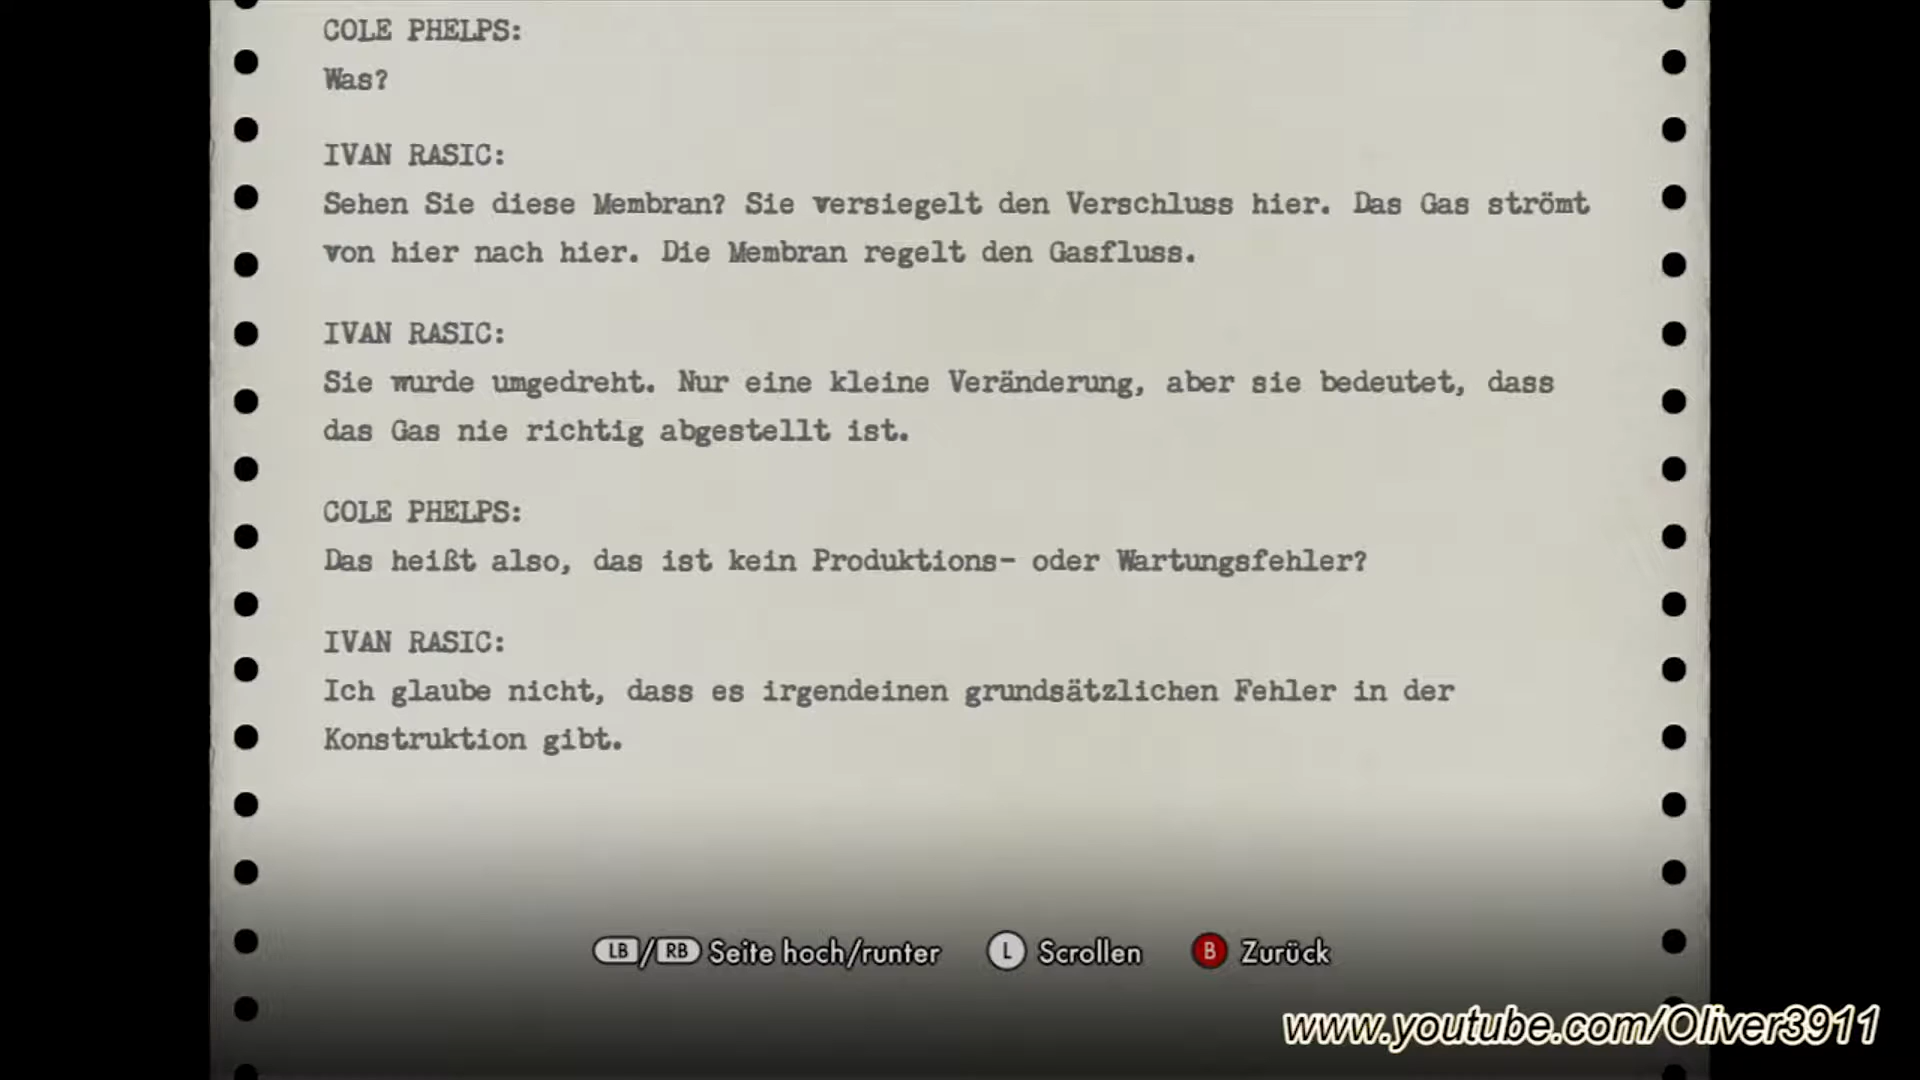 COLE PHELPS:
Was?
IVAN RASIC:
Sehen Sie diese Membran? Sie versiegelt den Verschluss hier. Das Gas strömt
von hier nach hier. Die Membran regelt den Gasfluss.
IVAN RASIC:
Sie wurde umgedreht. Nur eine kleine Veränderung, aber sie bedeutet, dass
das Gas nie richtig abgestellt ist.
COLE PHELPS:
Das heißt also, das ist kein Produktions- oder Wartungsfehler?
IVAN RASIC:
Ich glaube nicht, dass es irgendeinen grundsätzlichen Fehler in der
Konstruktion gibt.
LB/RB Seite hoch/runter L Scrollen B Zurück
www.youtube.com/Oliver3911